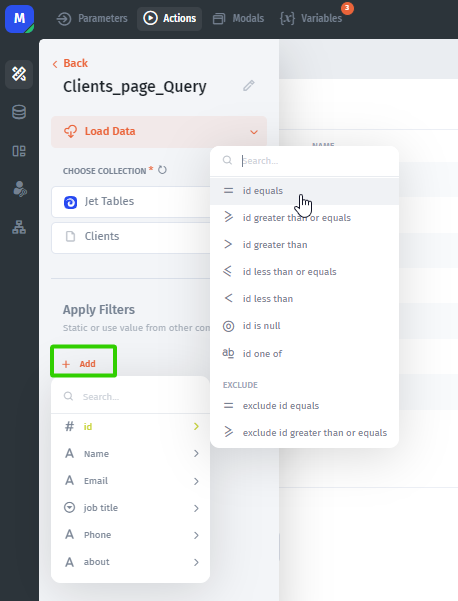 M
Parameters
Actions
Modals
{x} Variables
3
Back
Clients_page_Query
Load Data
CHOOSE COLLECTION *
Jet Tables
Clients
Apply Filters
Static or use value from other con
+ Add
Search...
# id
A Name
A Email
job title
A Phone
A about
NAME
Search...
= id equals
id greater than or equals
> id greater than
id less than or equals
< id less than
id is null
ab id one of
EXCLUDE
= exclude id equals
exclude id greater than or equals